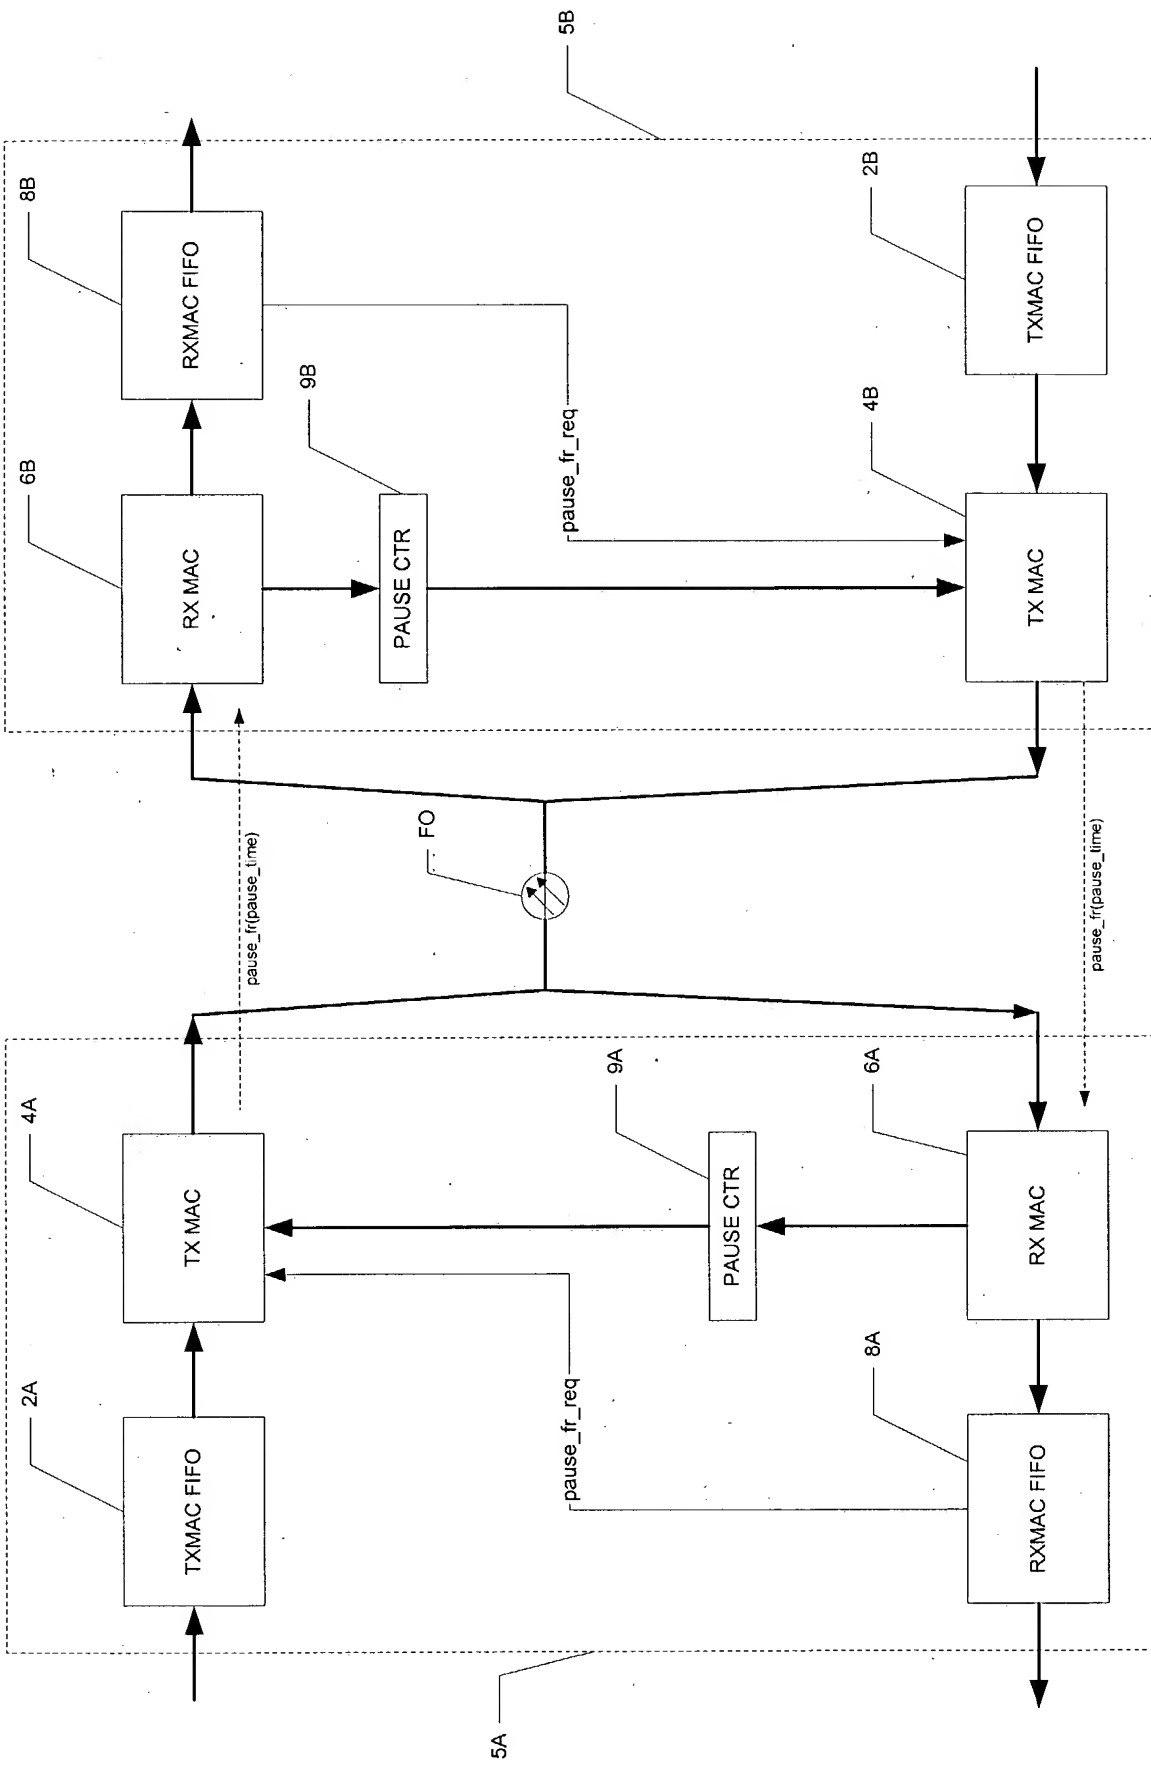 5A
2A
TXMAC FIFO
4A
TX MAC
pause_fr(pause_time)
6B
RX MAC
8B
RXMAC FIFO
5B
pause_fr_req
9A
PAUSE CTR
FO
9B
PAUSE CTR
pause_fr_req
8A
RXMAC FIFO
6A
RX MAC
pause_fr(pause_time)
4B
TX MAC
2B
TXMAC FIFO